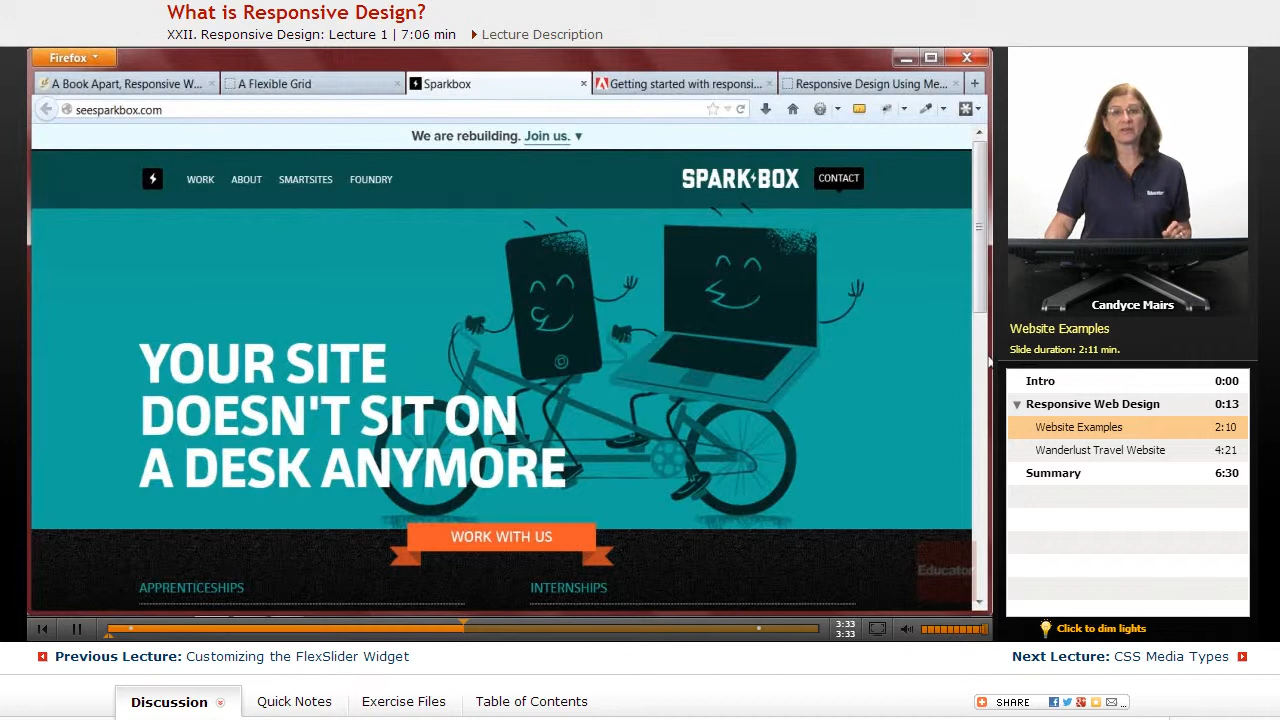 What is Responsive Design?
XXII. Responsive Design: Lecture 1 | 7:06 min Lecture Description
Firefox
A Book Apart, Responsive W...
A Flexible Grid
Sparkbox
Getting started with responsi...
Responsive Design Using Me...
seesparkbox.com
We are rebuilding. Join us.
WORK ABOUT SMARTSITES FOUNDRY
SPARKBOX CONTACT
YOUR SITE
DOESN'T SIT ON
A DESK ANYMORE
WORK WITH US
APPRENTICESHIPS INTERNSHIPS
Educator
Educator
Candyce Mairs
Website Examples
Slide duration: 2:11 min.
Intro 0:00
Responsive Web Design 0:13
Website Examples 2:10
Wanderlust Travel Website 4:21
Summary 6:30
3:33
3:33
Click to dim lights
Previous Lecture: Customizing the FlexSlider Widget
Next Lecture: CSS Media Types
Discussion Quick Notes Exercise Files Table of Contents
SHARE